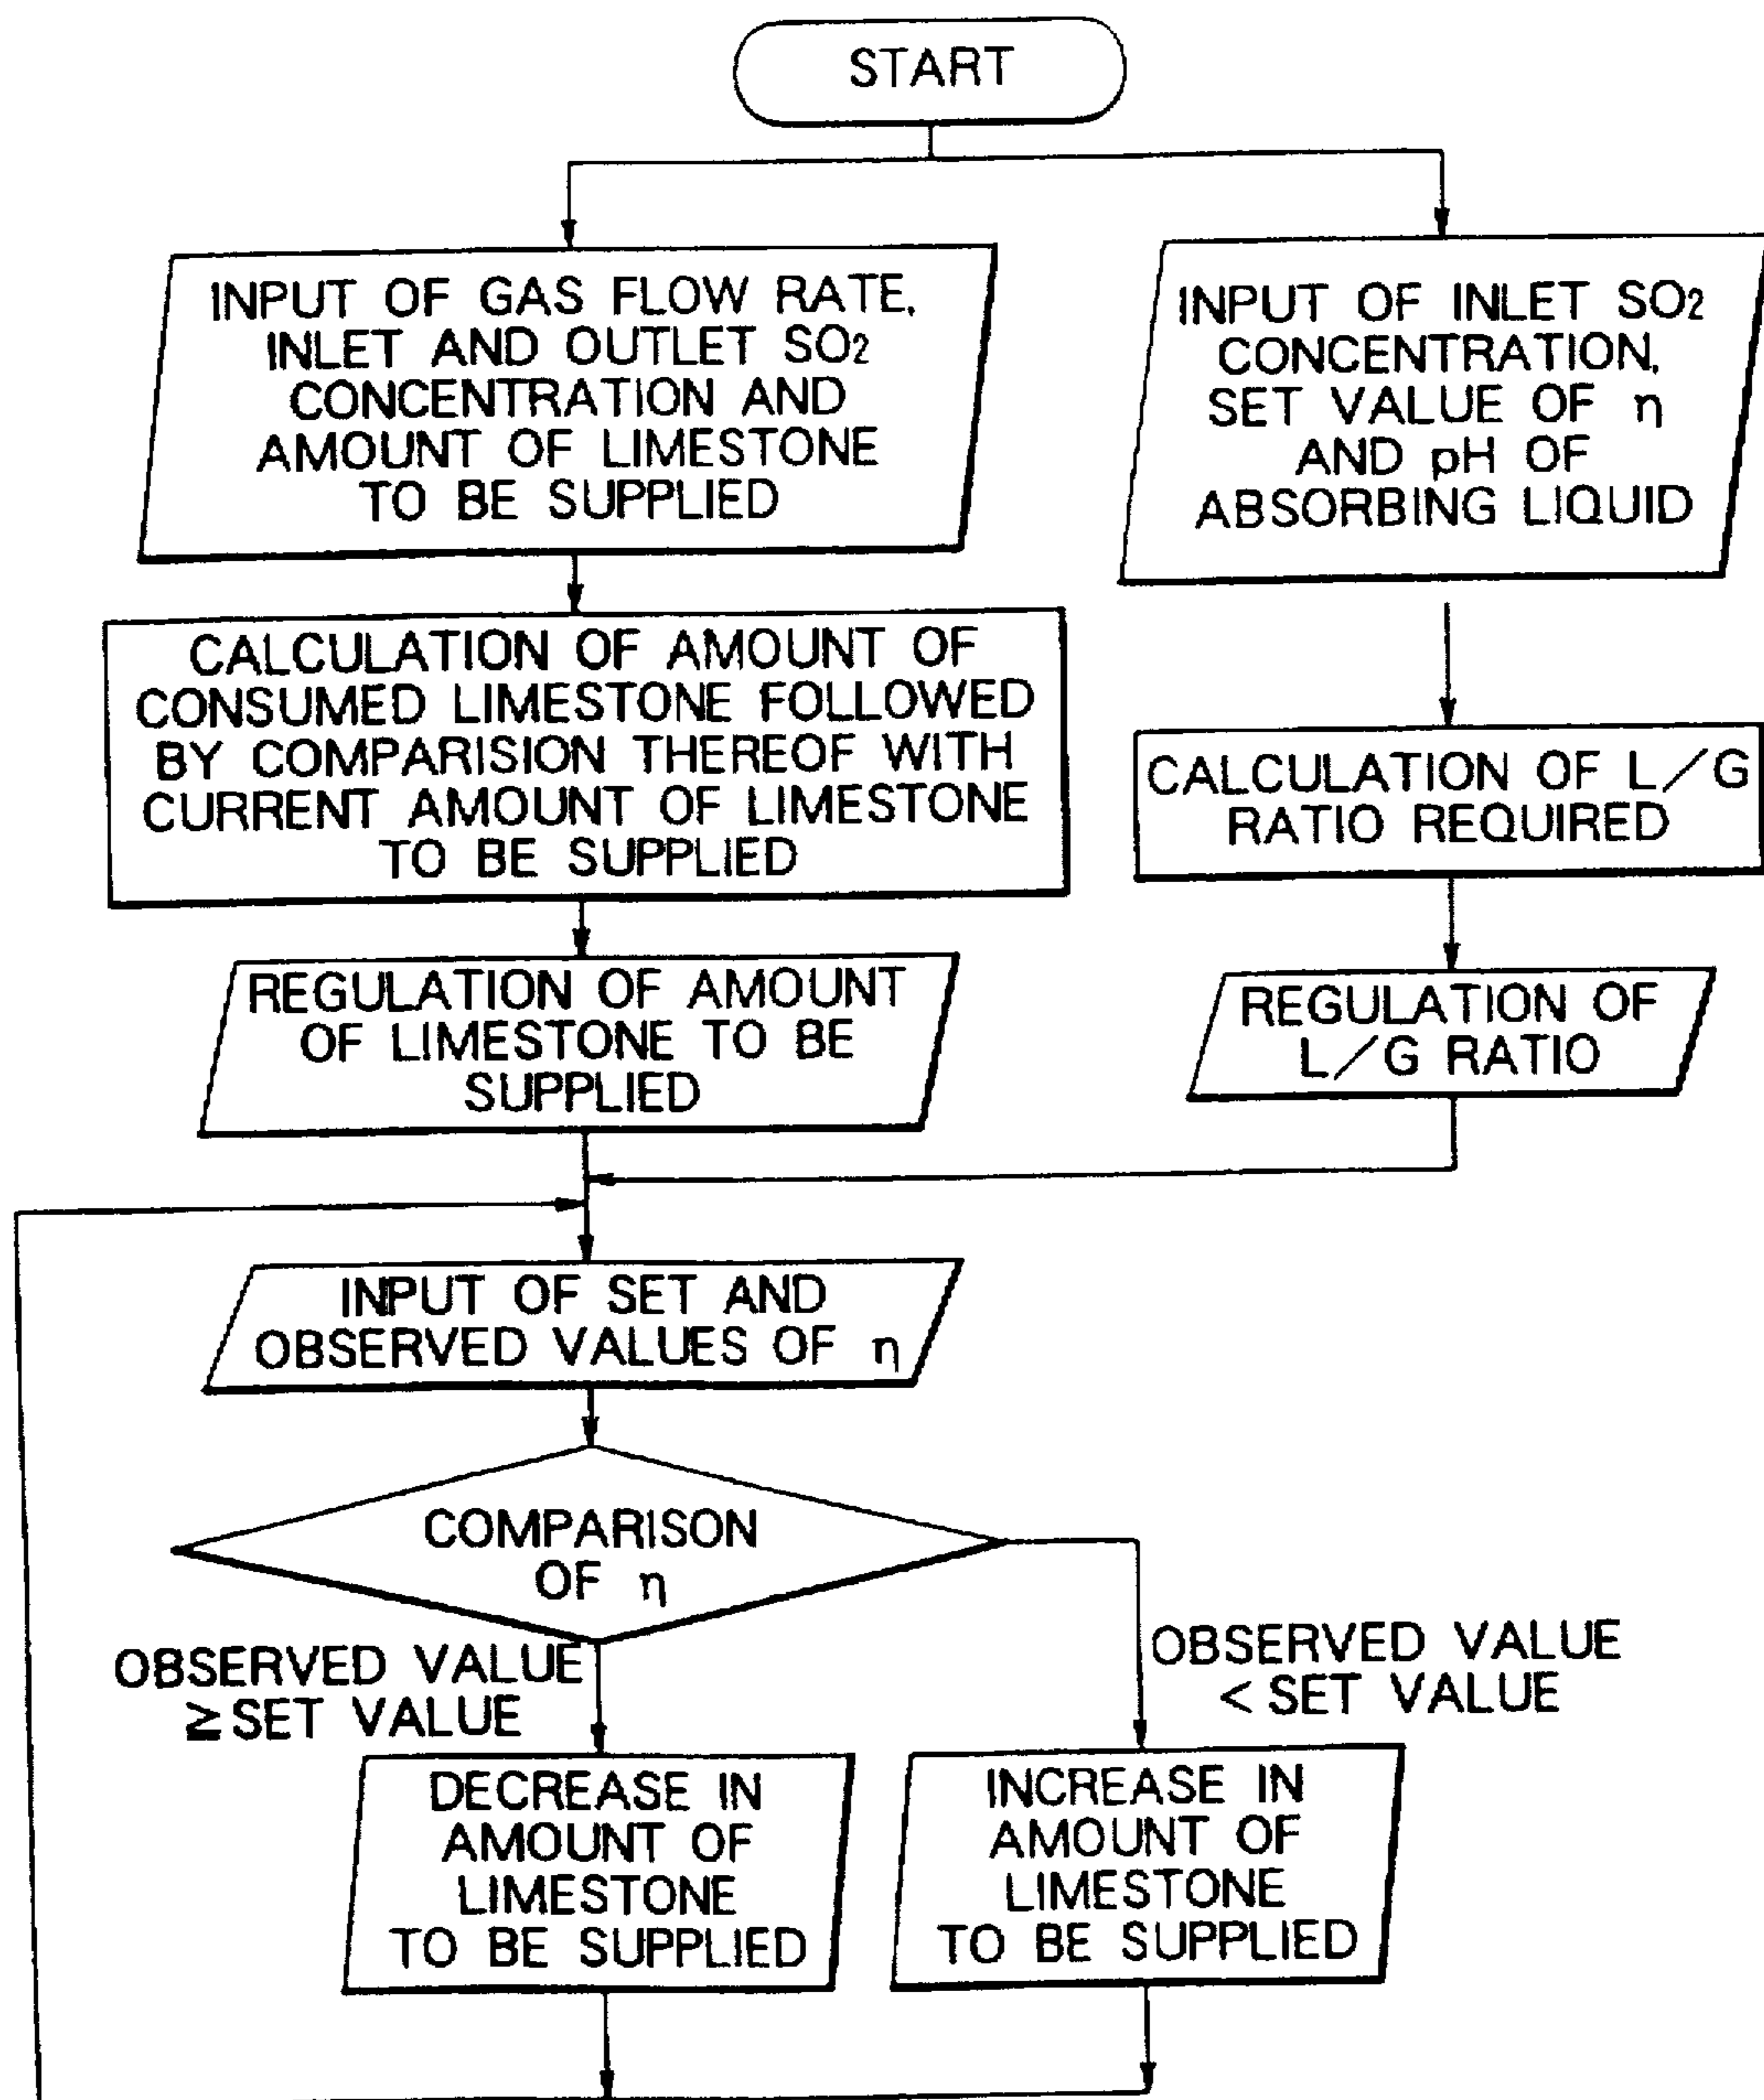 START
INPUT OF GAS FLOW RATE,
INLET AND OUTLET SO2
CONCENTRATION AND
AMOUNT OF LIMESTONE
TO BE SUPPLIED
INPUT OF INLET SO2
CONCENTRATION,
SET VALUE OF η
AND pH OF
ABSORBING LIQUID
CALCULATION OF AMOUNT OF
CONSUMED LIMESTONE FOLLOWED
BY COMPARISION THEREOF WITH
CURRENT AMOUNT OF LIMESTONE
TO BE SUPPLIED
CALCULATION OF L/G
RATIO REQUIRED
REGULATION OF AMOUNT
OF LIMESTONE TO BE
SUPPLIED
REGULATION OF
L/G RATIO
INPUT OF SET AND
OBSERVED VALUES OF η
COMPARISON
OF η
OBSERVED VALUE
≧SET VALUE
OBSERVED VALUE
< SET VALUE
DECREASE IN
AMOUNT OF
LIMESTONE
TO BE SUPPLIED
INCREASE IN
AMOUNT OF
LIMESTONE
TO BE SUPPLIED